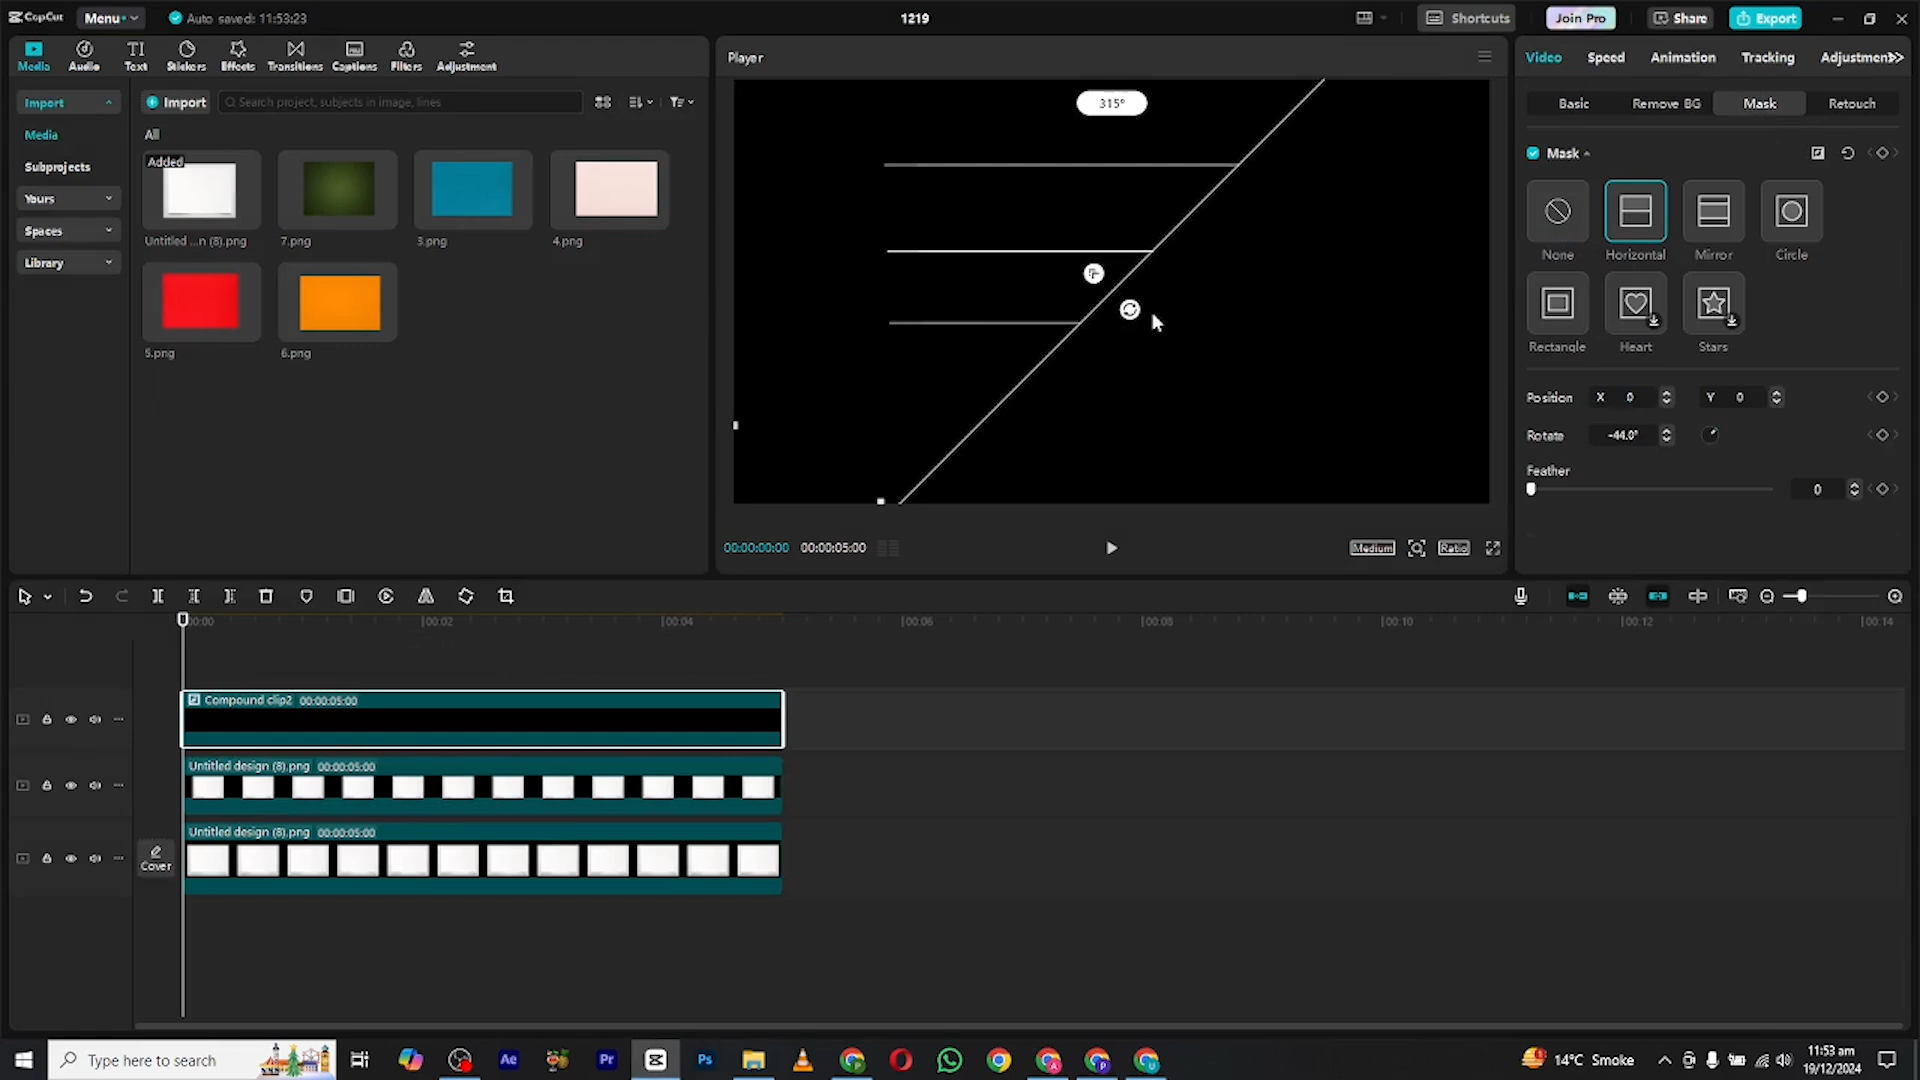 CapCut Menu Auto saved: 11:53:23 1219 Shortcuts Join Pro Share Export
Media Audio Text Stickers Effects Transitions Captions Filters Adjustment
Player
Video Speed Animation Tracking Adjustment
Import
Import
Search project, subjects in image, lines
315°
Basic Remove BG Mask Retouch
Media
All
Subprojects
Added
Mask
Yours
Spaces
Untitled ...n (8).png 7.png 3.png 4.png
None Horizontal Mirror Circle
Library
5.png 6.png
Rectangle Heart Stars
Position X 0 Y 0
Rotate -44.0°
Feather
0
00:00:00:00 00:00:05:00
Medium Ratio
00:00 00:02 00:04 00:06 00:08 00:10 00:12 00:14
Compound clip2 00:00:05:00
Untitled design (8).png 00:00:05:00
Untitled design (8).png 00:00:05:00
Cover
Type here to search
Ae Pr Ps
14°C Smoke
11:53 am
19/12/2024